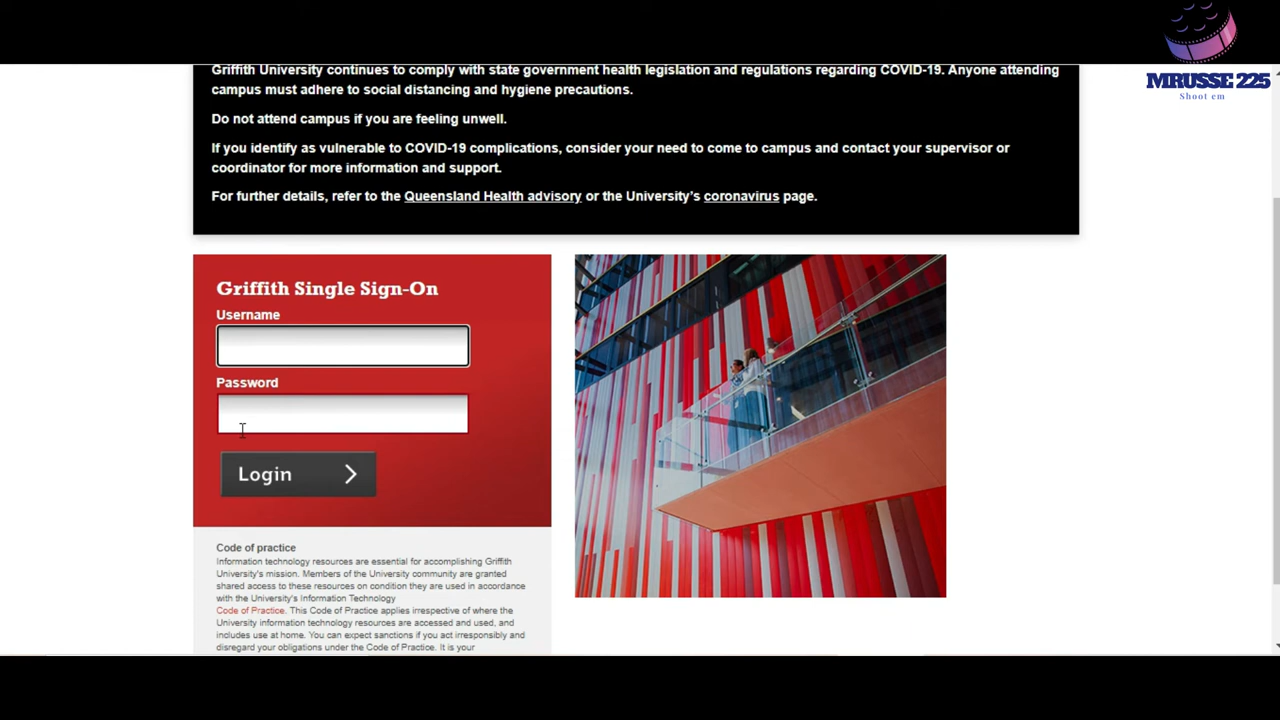 MRUSSE 225
Shoot em
Griffith University continues to comply with state government health legislation and regulations regarding COVID-19. Anyone attending
campus must adhere to social distancing and hygiene precautions.
Do not attend campus if you are feeling unwell.
If you identify as vulnerable to COVID-19 complications, consider your need to come to campus and contact your supervisor or
coordinator for more information and support.
For further details, refer to the Queensland Health advisory or the University's coronavirus page.
Griffith Single Sign-On
Username
Password
Login
Code of practice
Information technology resources are essential for accomplishing Griffith
University's mission. Members of the University community are granted
shared access to these resources on condition they are used in accordance
with the University's Information Technology
Code of Practice. This Code of Practice applies irrespective of where the
University information technology resources are accessed and used, and
includes use at home. You can expect sanctions if you act irresponsibly and
disregard your obligations under the Code of Practice. It is your